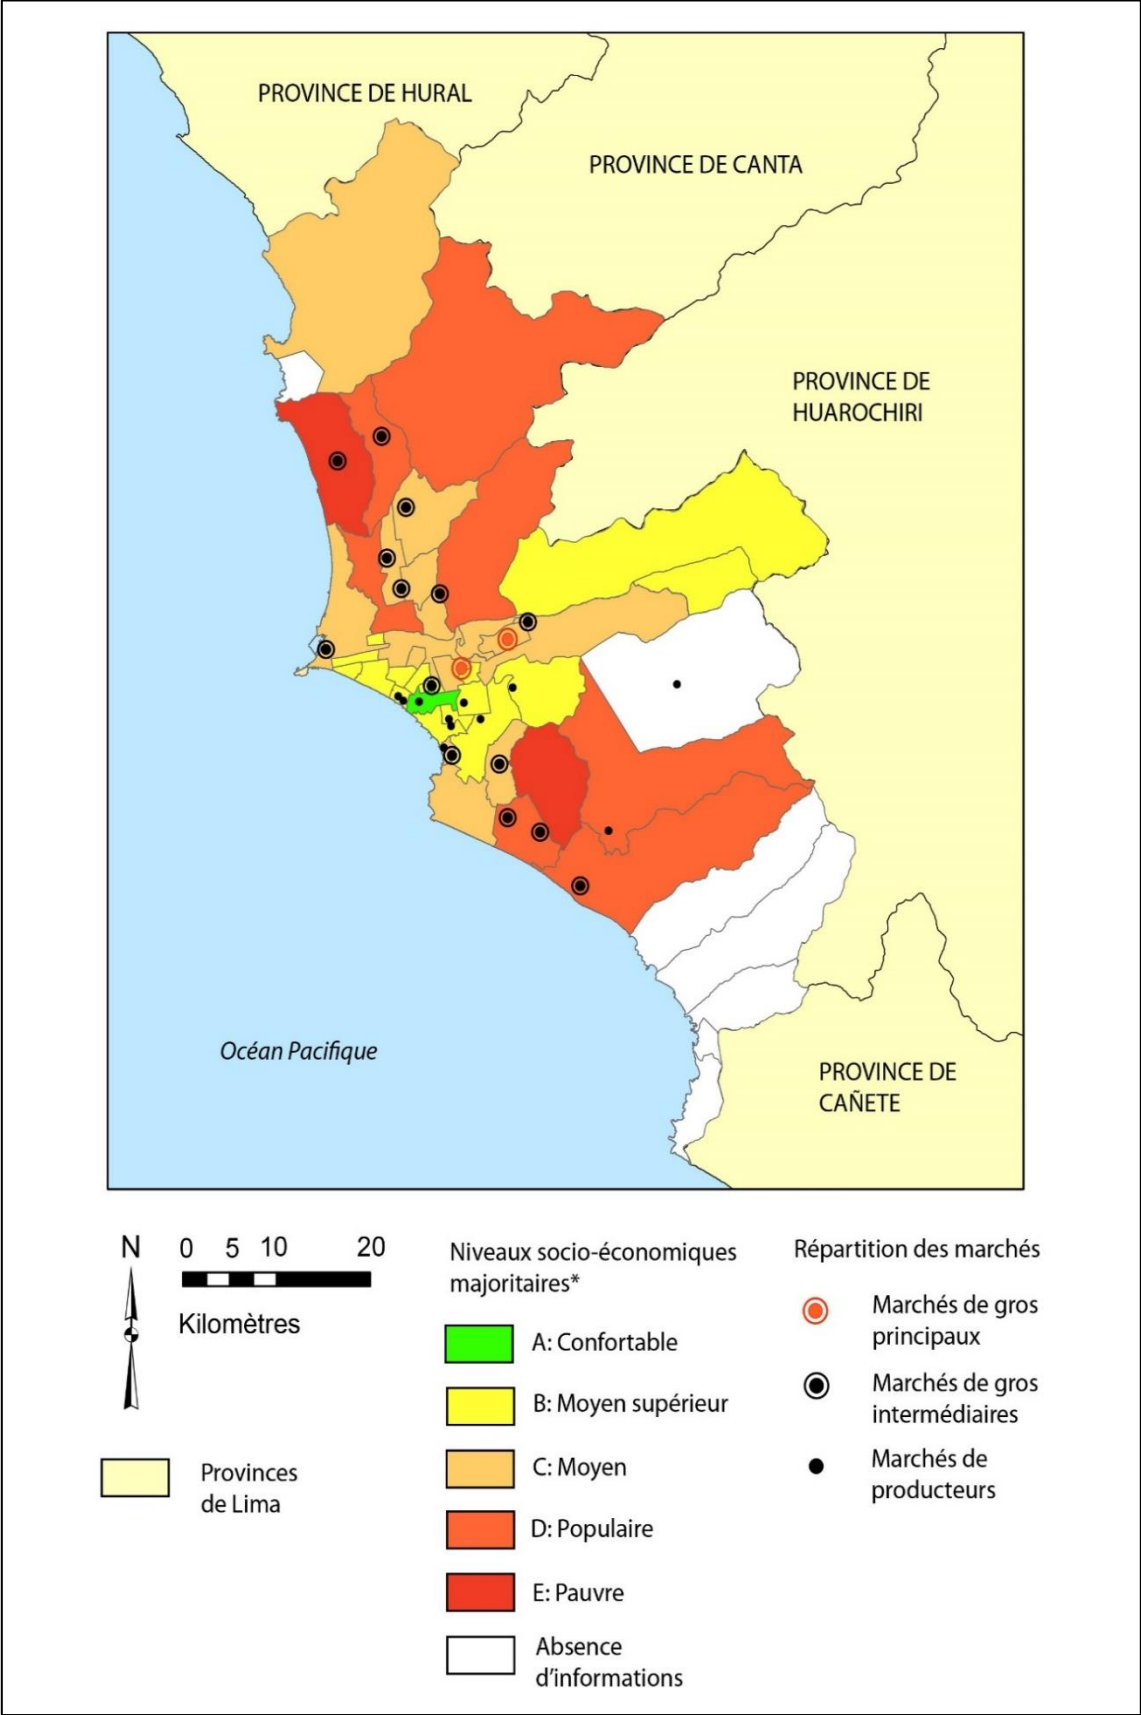 PROVINCE DE HURAL
PROVINCE DE CANTA
PROVINCE DE
HUAROCHIRI
Océan Pacifique
PROVINCE DE
CAÑETE
N
0 5 10 20
Kilomètres
Provinces
de Lima
Niveaux socio-économiques
majoritaires*
A: Confortable
B: Moyen supérieur
C: Moyen
D: Populaire
E: Pauvre
Absence
d'informations
Répartition des marchés
Marchés de gros
principaux
Marchés de gros
intermédiaires
Marchés de
producteurs